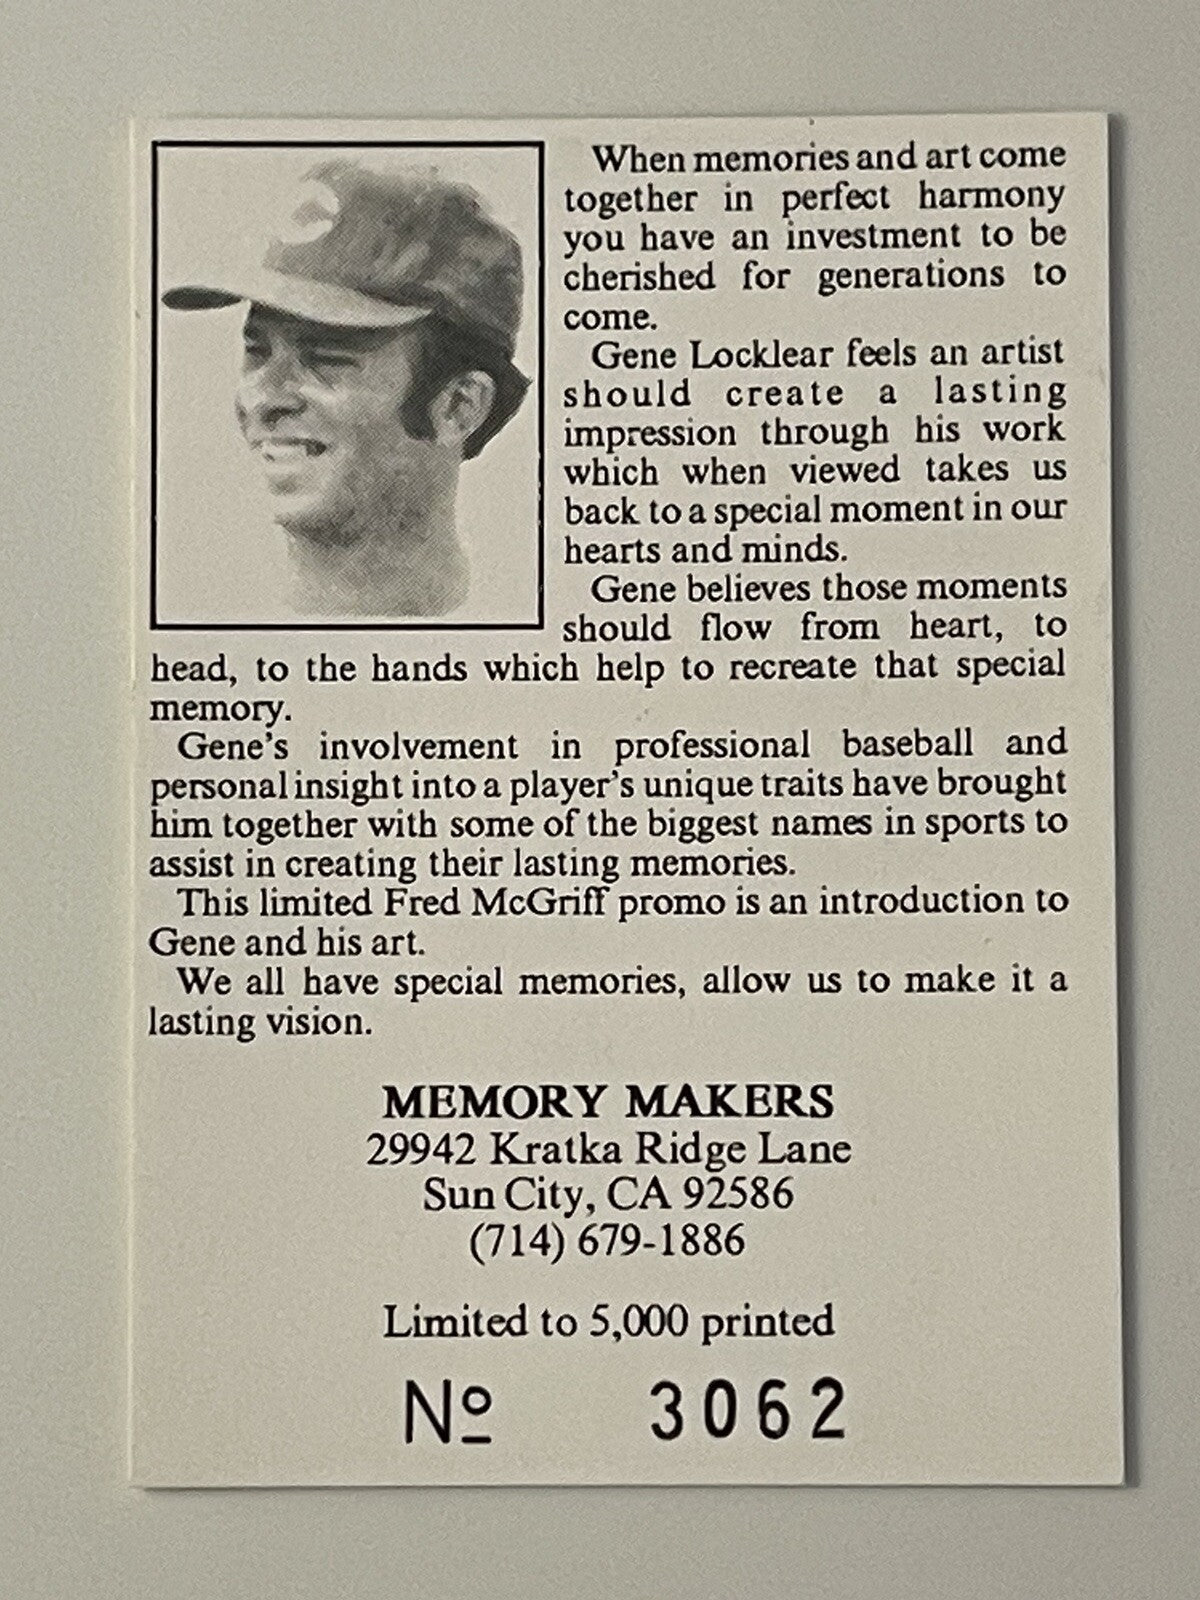 When memories and art come
together in perfect harmony
you have an investment to be
cherished for generations to
come.
Gene Locklear feels an artist
should create a lasting
impression through his work
which when viewed takes us
back to a special moment in our
hearts and minds.
Gene believes those moments
should flow from heart, to
head, to the hands which help to recreate that special
memory.
Gene's involvement in professional baseball and
personal insight into a player's unique traits have brought
him together with some of the biggest names in sports to
assist in creating their lasting memories.
This limited Fred McGriff promo is an introduction to
Gene and his art.
We all have special memories, allow us to make it a
lasting vision.
MEMORY MAKERS
29942 Kratka Ridge Lane
Sun City, CA 92586
(714) 679-1886
Limited to 5,000 printed
Nº 3062